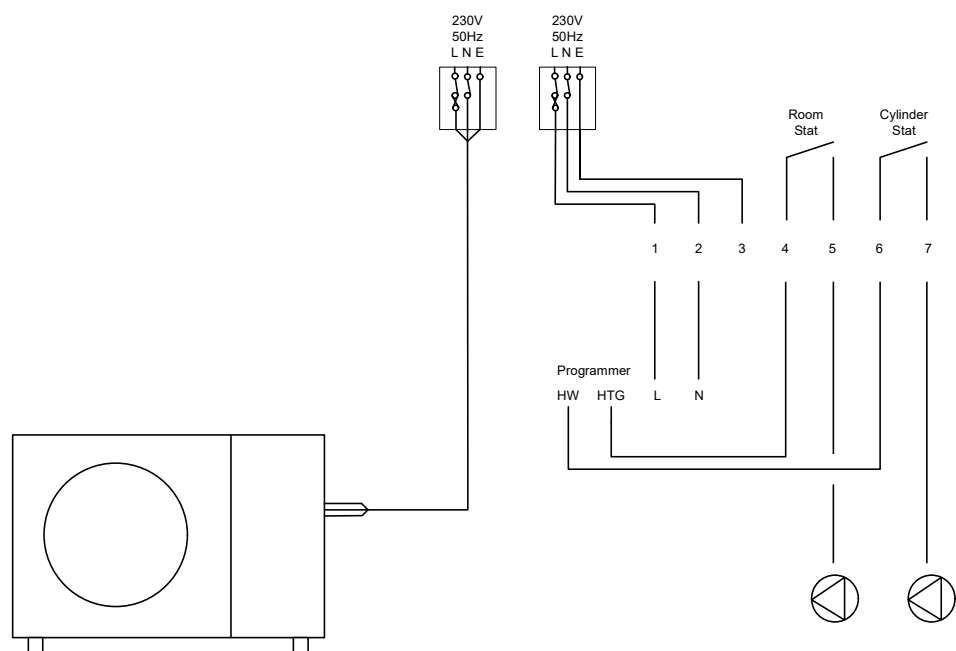 230V
50Hz
L N E
230V
50Hz
L N E
Room
Stat
Cylinder
Stat
1 2 3 4 5 6 7
Programmer
HW HTG L N